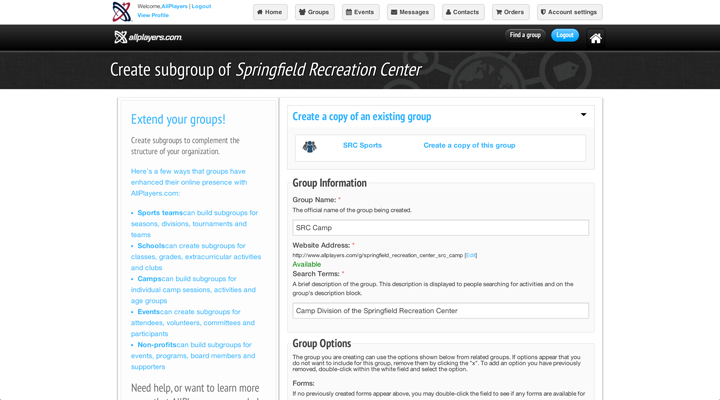 Welcome,AllPlayers | Logout
View Profile
Home
Groups
Events
Messages
Contacts
Orders
Account settings
allplayers.com
Find a group
Logout
Create subgroup of Springfield Recreation Center
Extend your groups!
Create subgroups to complement the
structure of your organization.
Here's a few ways that groups have
enhanced their online presence with
AllPlayers.com:
• Sports teamscan build subgroups for
seasons, divisions, tournaments and
teams
• Schoolscan create subgroups for
classes, grades, extracurricular activities
and clubs
• Campscan build subgroups for
individual camp sessions, activities and
age groups
• Eventscan create subgroups for
attendees, volunteers, committees and
participants
• Non-profitscan build subgroups for
events, programs, board members and
supporters
Need help, or want to learn more
Create a copy of an existing group
SRC Sports
Create a copy of this group
Group Information
Group Name: *
The official name of the group being created.
SRC Camp
Website Address: *
http://www.allplayers.com/g/springfield_recreation_center_src_camp [Edit]
Available
Search Terms: *
A brief description of the group. This description is displayed to people searching for activities and on the
group's description block.
Camp Division of the Springfield Recreation Center
Group Options
The group you are creating can use the options shown below from related groups. If options appear that you
do not want to include for this group, remove them by clicking the "x". To add an option you have previously
removed, double-click within the white field and select the option.
Forms:
If no previously created forms appear above, you may double-click the field to see if any forms are available for